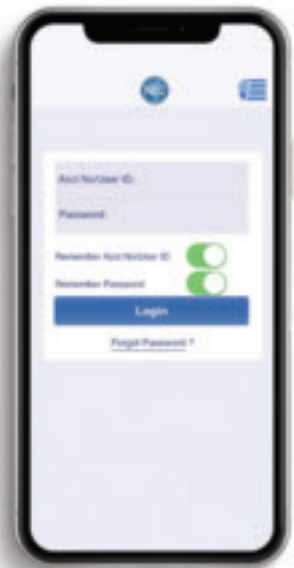 Acct No/User ID:
Password:
Remember Acct No/User ID
Remember Password
Login
Forgot Password ?